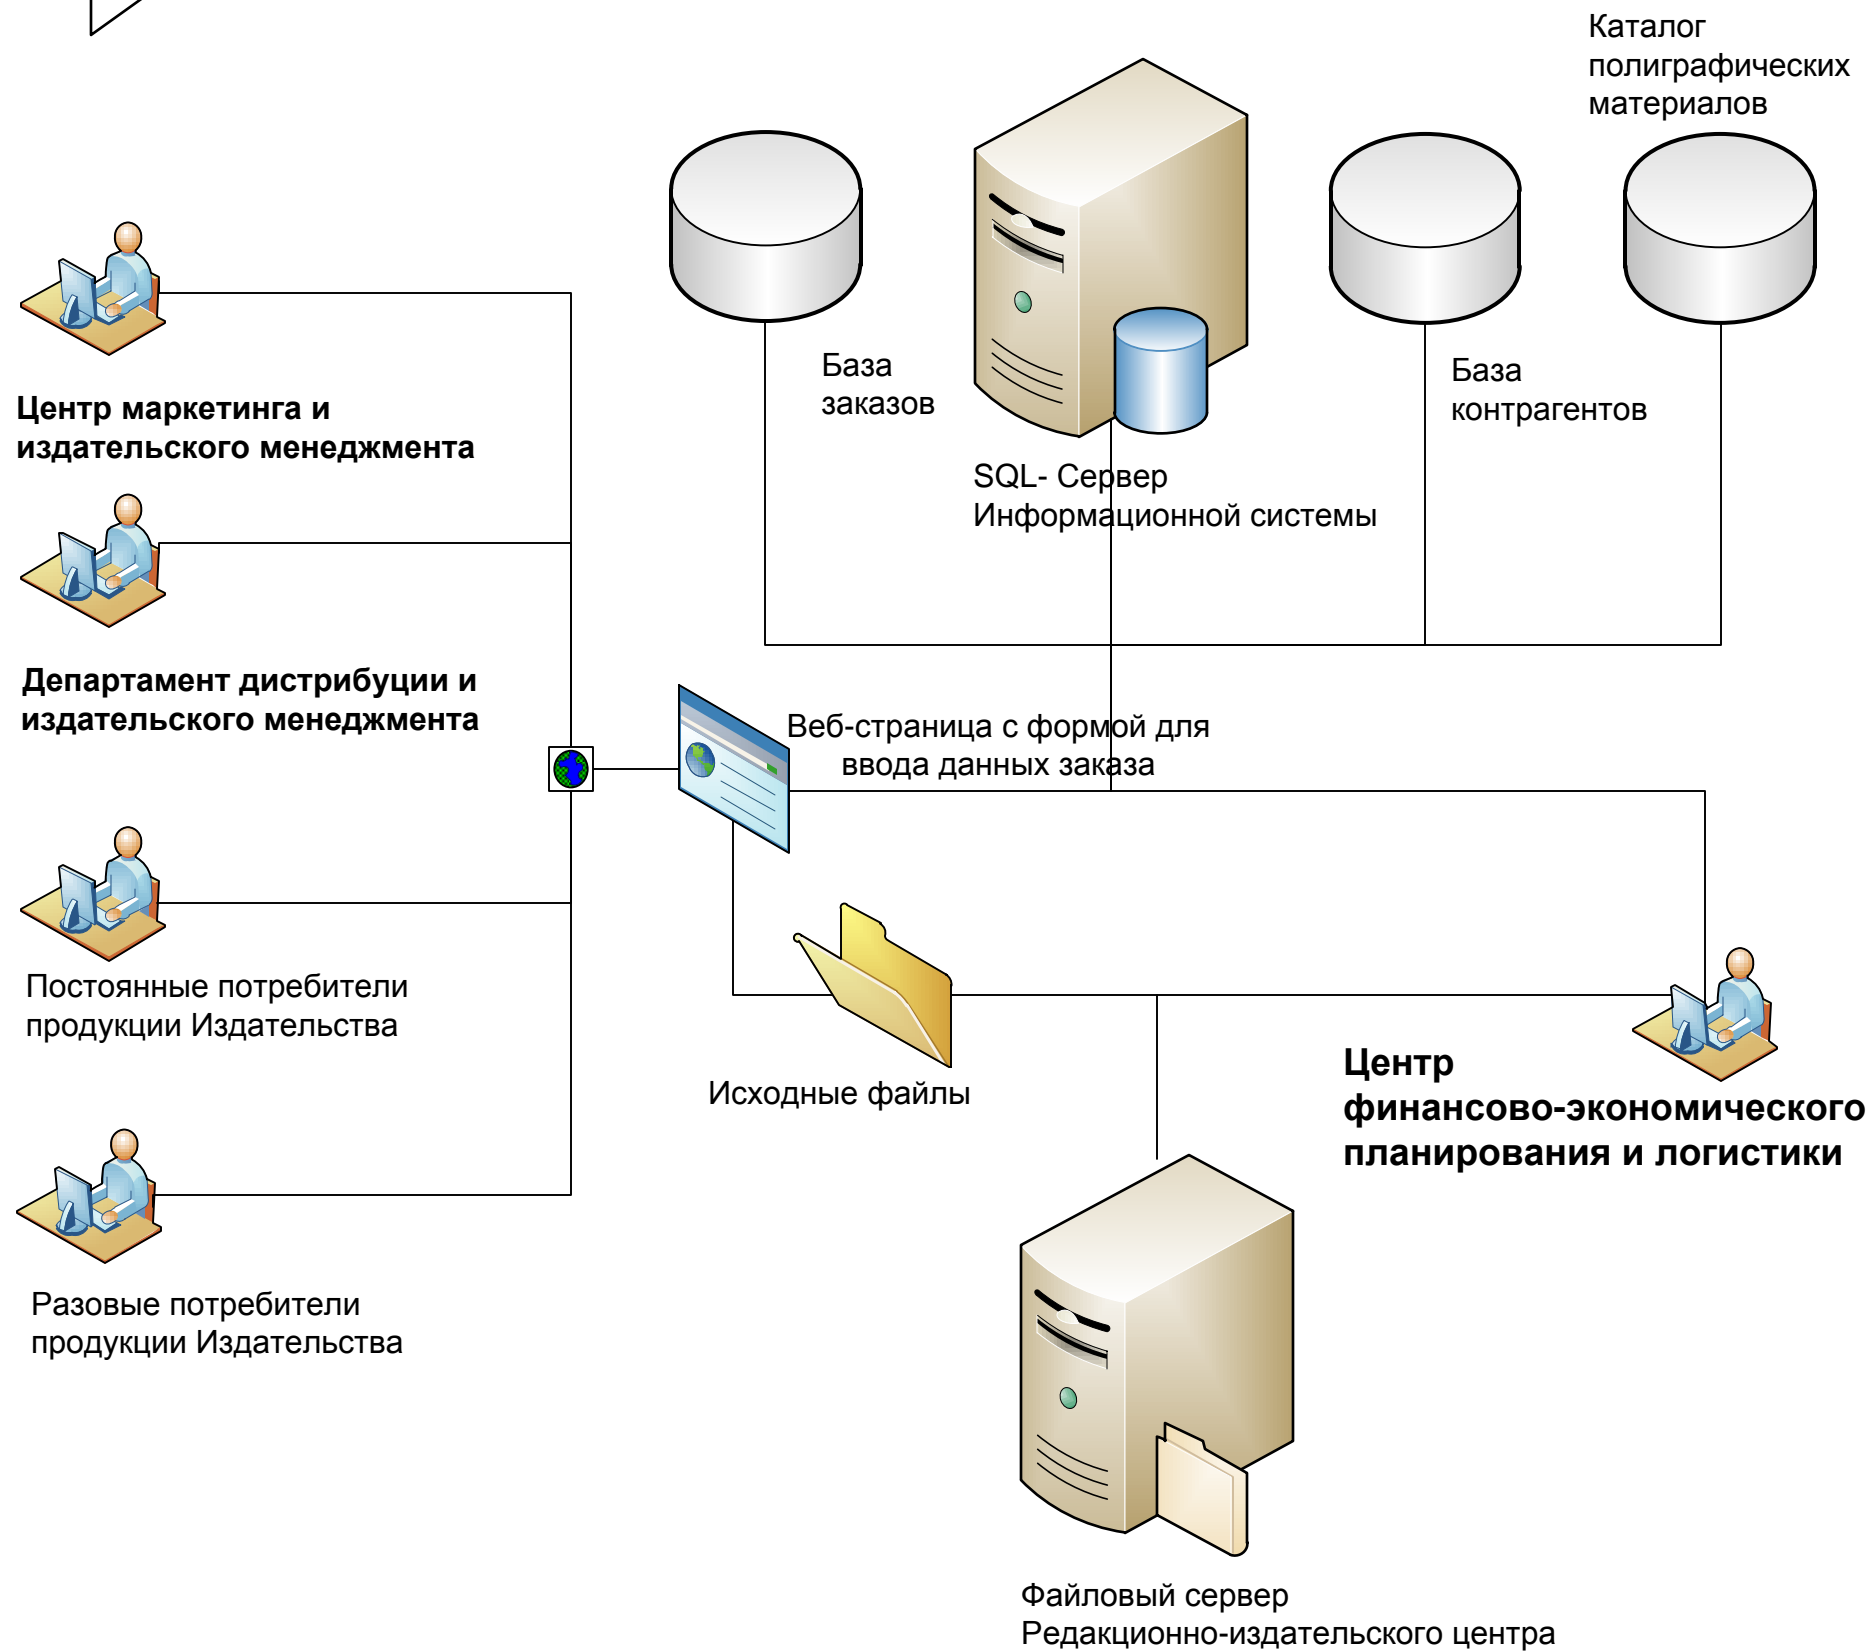 Каталог
полиграфических
материалов
База
заказов
База
контрагентов
SQL- Сервер
Информационной системы
Центр маркетинга и
издательского менеджмента
Департамент дистрибуции и
издательского менеджмента
Веб-страница с формой для
ввода данных заказа
Постоянные потребители
продукции Издательства
Исходные файлы
Центр
финансово-экономического
планирования и логистики
Разовые потребители
продукции Издательства
Файловый сервер
Редакционно-издательского центра